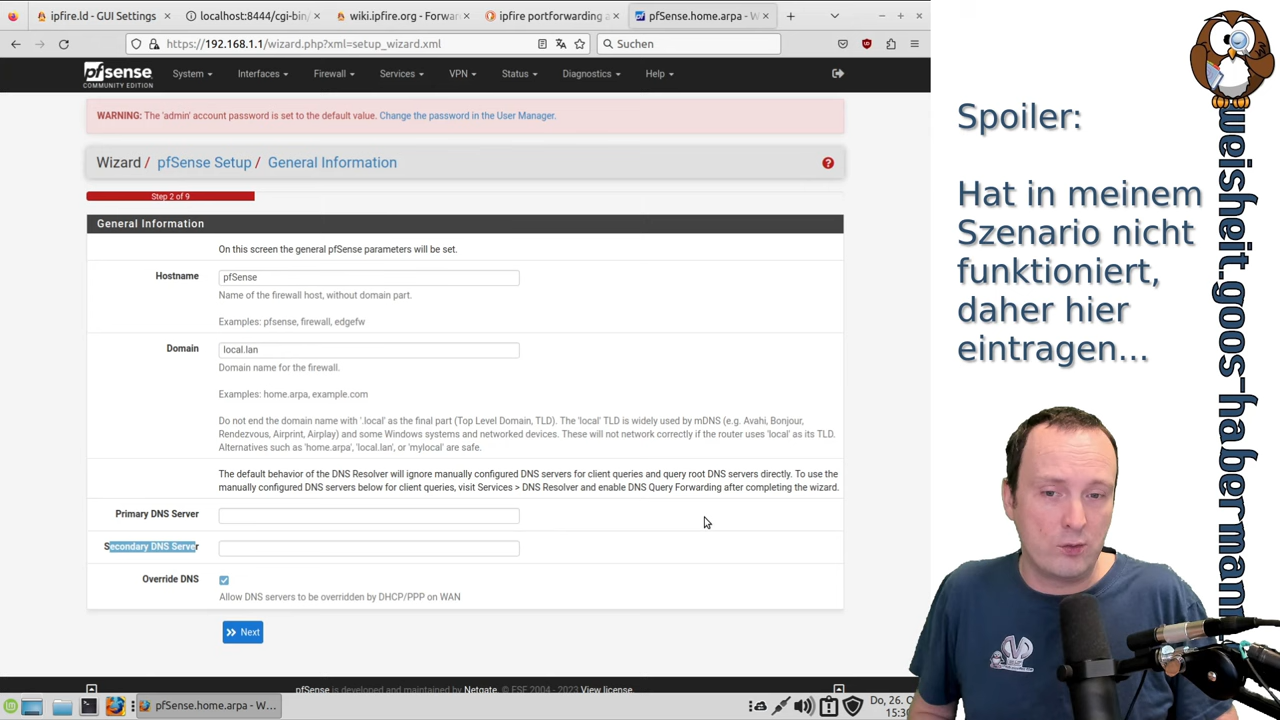 ipfire.ld - GUI Settings
localhost:8444/cgi-bin/
wiki.ipfire.org - Forwar
ipfire portforwarding a
pfSense.home.arpa - W
https://192.168.1.1/wizard.php?xml=setup_wizard.xml
Suchen
pfsense
COMMUNITY EDITION
System
Interfaces
Firewall
Services
VPN
Status
Diagnostics
Help
WARNING: The 'admin' account password is set to the default value. Change the password in the User Manager.
Wizard / pfSense Setup / General Information
Step 2 of 9
General Information
On this screen the general pfSense parameters will be set.
Hostname
pfSense
Name of the firewall host, without domain part.
Examples: pfsense, firewall, edgefw
Domain
local.lan
Domain name for the firewall.
Examples: home.arpa, example.com
Do not end the domain name with '.local' as the final part (Top Level Domain, TLD). The 'local' TLD is widely used by mDNS (e.g. Avahi, Bonjour,
Rendezvous, Airprint, Airplay) and some Windows systems and networked devices. These will not network correctly if the router uses 'local' as its TLD.
Alternatives such as 'home.arpa', 'local.lan', or 'mylocal' are safe.
The default behavior of the DNS Resolver will ignore manually configured DNS servers for client queries and query root DNS servers directly. To use the
manually configured DNS servers below for client queries, visit Services > DNS Resolver and enable DNS Query Forwarding after completing the wizard.
Primary DNS Server
Secondary DNS Server
Override DNS
Allow DNS servers to be overridden by DHCP/PPP on WAN
Next
pfSense is developed and maintained by Netgate. © ESF 2004 - 2023 View license.
pfSense.home.arpa - W...
Do, 26. O
15:30
Spoiler:
Hat in meinem
Szenario nicht
funktioniert,
daher hier
eintragen...
weisheit.goos-habermann